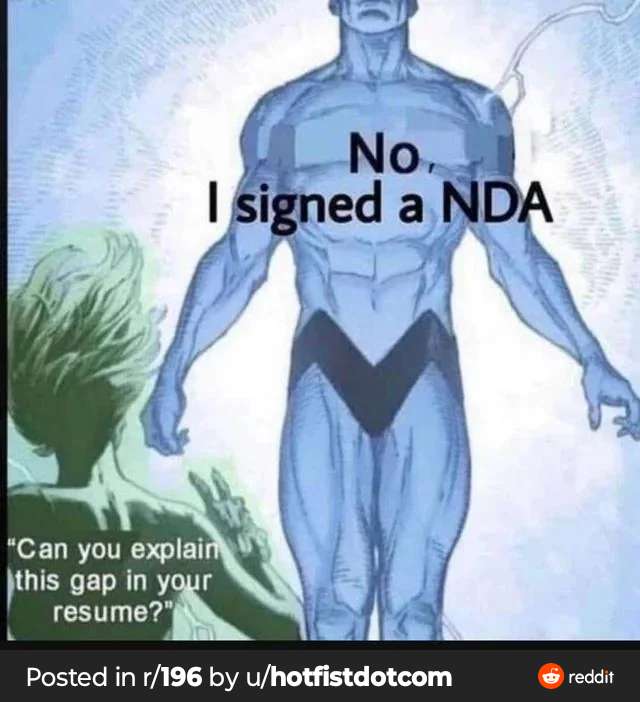 No,
I signed a NDA
"Can you explain
this gap in your
resume?"
Posted in r/196 by u/hotfistdotcom
reddit